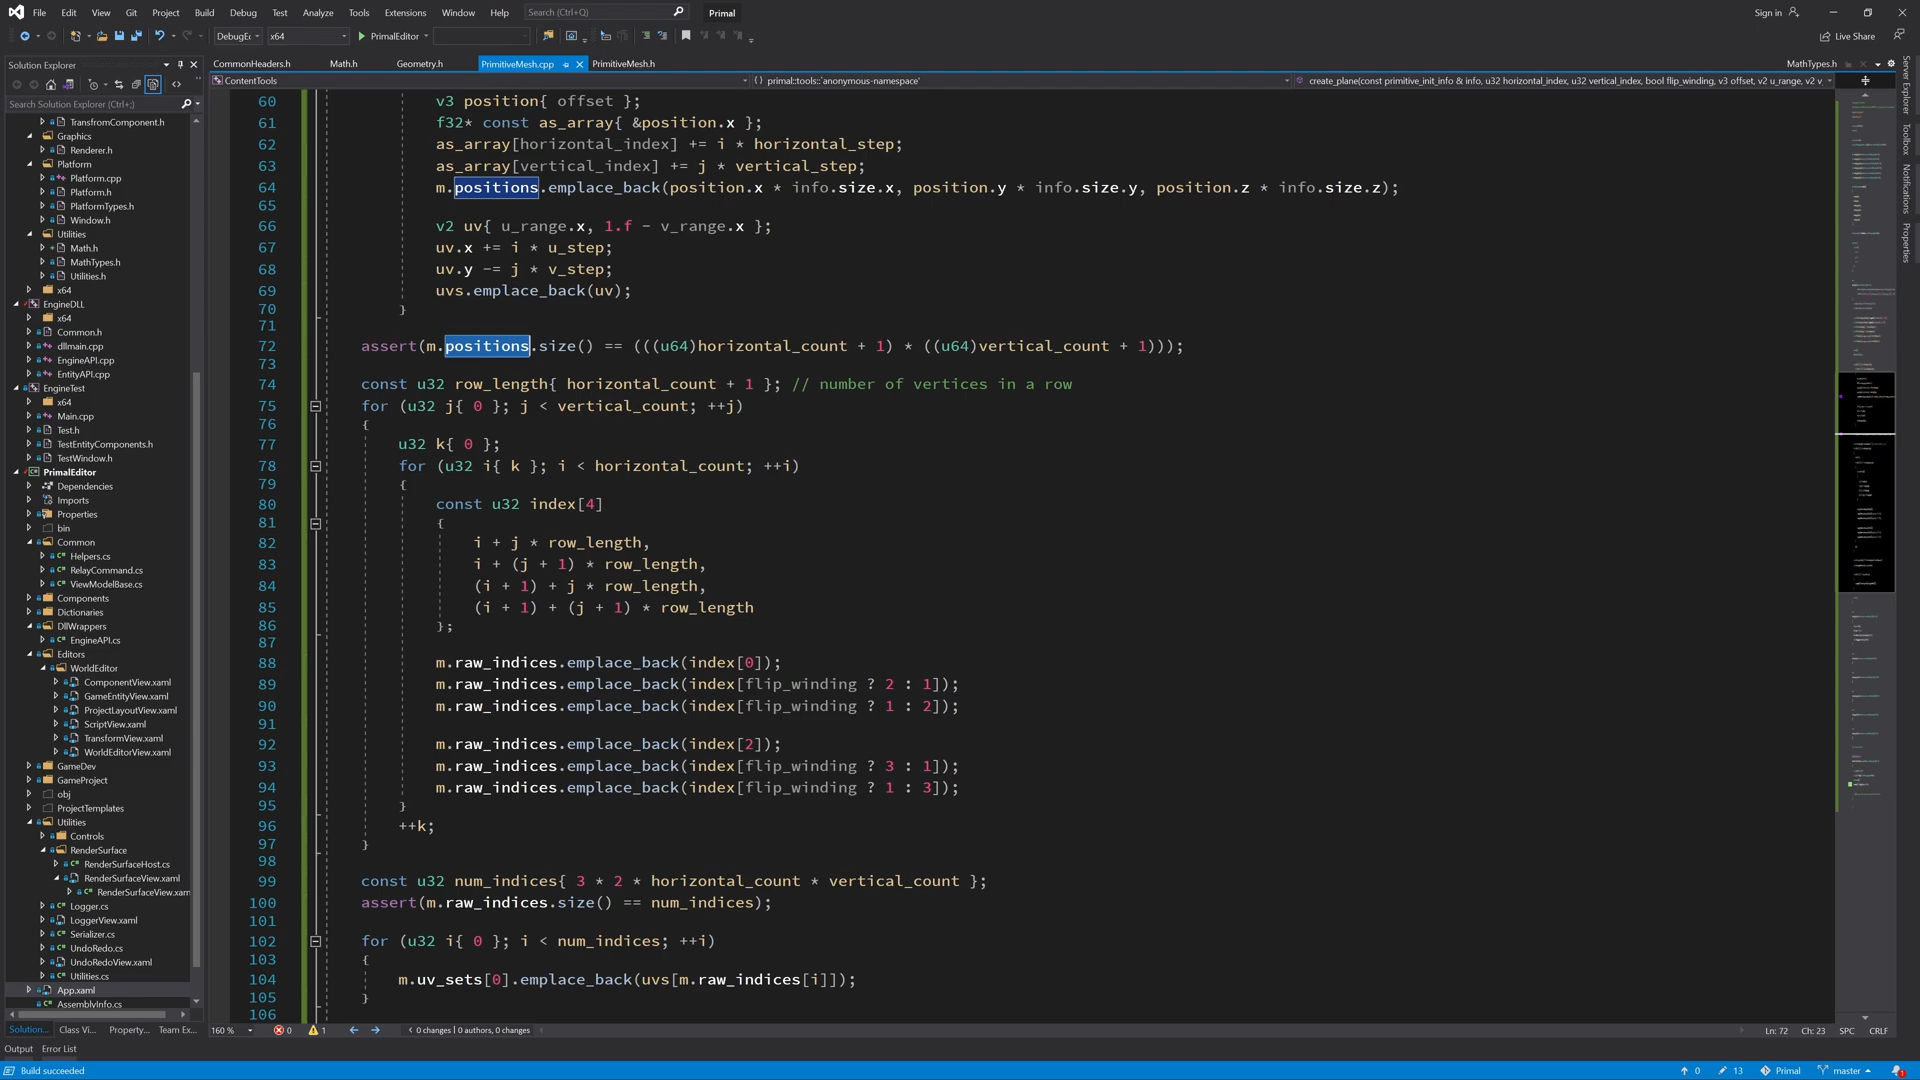 File Edit View Git Project Build Debug Test Analyze Tools Extensions Window Help Search (Ctrl+Q) Primal Sign in
DebugEc x64 PrimalEditor Live Share
Solution Explorer
CommonHeaders.h Math.h Geometry.h PrimitiveMesh.cpp PrimitiveMesh.h MathTypes.h
ContentTools primal::tools::`anonymous-namespace' create_plane(const primitive_init_info & info, u32 horizontal_index, u32 vertical_index, bool flip_winding, v3 offset, v2 u_range, v2 v
Search Solution Explorer (Ctrl+;)
TransfromComponent.h
Graphics
Renderer.h
Platform
Platform.cpp
Platform.h
PlatformTypes.h
Window.h
Utilities
Math.h
MathTypes.h
Utilities.h
x64
EngineDLL
x64
Common.h
dllmain.cpp
EngineAPI.cpp
EntityAPI.cpp
EngineTest
x64
Main.cpp
Test.h
TestEntityComponents.h
TestWindow.h
PrimalEditor
Dependencies
Imports
Properties
bin
Common
Helpers.cs
RelayCommand.cs
ViewModelBase.cs
Components
Dictionaries
DllWrappers
EngineAPI.cs
Editors
WorldEditor
ComponentView.xaml
GameEntityView.xaml
ProjectLayoutView.xaml
ScriptView.xaml
TransformView.xaml
WorldEditorView.xaml
GameDev
GameProject
obj
ProjectTemplates
Utilities
Controls
RenderSurface
RenderSurfaceHost.cs
RenderSurfaceView.xaml
RenderSurfaceView.xam
Logger.cs
LoggerView.xaml
Serializer.cs
UndoRedo.cs
UndoRedoView.xaml
Utilities.cs
App.xaml
AssemblyInfo.cs
Solution... Class Vi... Property... Team Ex...
60 v3 position{ offset };
61 f32* const as_array{ &position.x };
62 as_array[horizontal_index] += i * horizontal_step;
63 as_array[vertical_index] += j * vertical_step;
64 m.positions.emplace_back(position.x * info.size.x, position.y * info.size.y, position.z * info.size.z);
65
66 v2 uv{ u_range.x, 1.f - v_range.x };
67 uv.x += i * u_step;
68 uv.y -= j * v_step;
69 uvs.emplace_back(uv);
70 }
71
72 assert(m.positions.size() == (((u64)horizontal_count + 1) * ((u64)vertical_count + 1)));
73
74 const u32 row_length{ horizontal_count + 1 }; // number of vertices in a row
75 for (u32 j{ 0 }; j < vertical_count; ++j)
76 {
77 u32 k{ 0 };
78 for (u32 i{ k }; i < horizontal_count; ++i)
79 {
80 const u32 index[4]
81 {
82 i + j * row_length,
83 i + (j + 1) * row_length,
84 (i + 1) + j * row_length,
85 (i + 1) + (j + 1) * row_length
86 };
87
88 m.raw_indices.emplace_back(index[0]);
89 m.raw_indices.emplace_back(index[flip_winding ? 2 : 1]);
90 m.raw_indices.emplace_back(index[flip_winding ? 1 : 2]);
91
92 m.raw_indices.emplace_back(index[2]);
93 m.raw_indices.emplace_back(index[flip_winding ? 3 : 1]);
94 m.raw_indices.emplace_back(index[flip_winding ? 1 : 3]);
95 }
96 ++k;
97 }
98
99 const u32 num_indices{ 3 * 2 * horizontal_count * vertical_count };
100 assert(m.raw_indices.size() == num_indices);
101
102 for (u32 i{ 0 }; i < num_indices; ++i)
103 {
104 m.uv_sets[0].emplace_back(uvs[m.raw_indices[i]]);
105 }
106
Server Explorer
Toolbox
Notifications
Properties
160 % 0 1 0 changes | 0 authors, 0 changes Ln: 72 Ch: 23 SPC CRLF
Output Error List
Build succeeded 0 13 Primal master 1